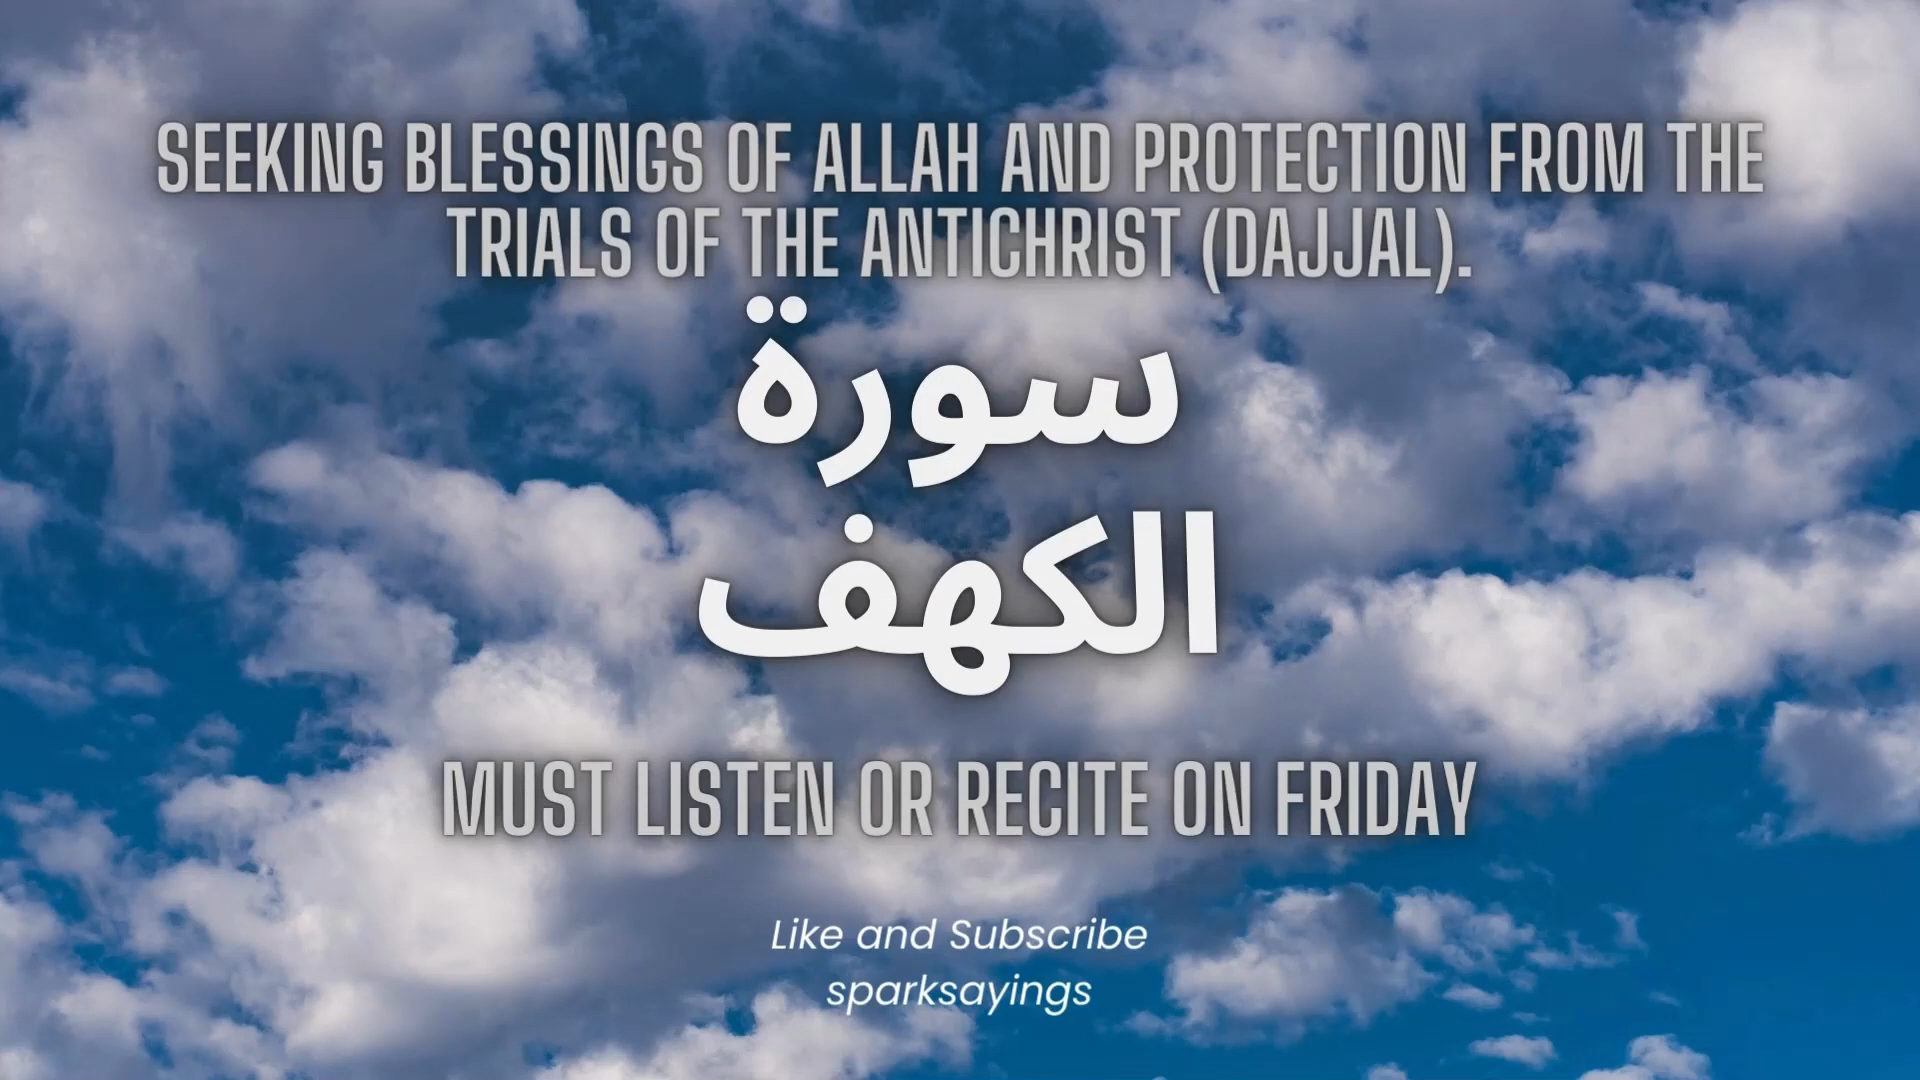 SEEKING BLESSINGS OF ALLAH AND PROTECTION FROM THE
TRIALS OF THE ANTICHRIST (DAJJAL).
سورة
الكهف
MUST LISTEN OR RECITE ON FRIDAY
Like and Subscribe
sparksayings